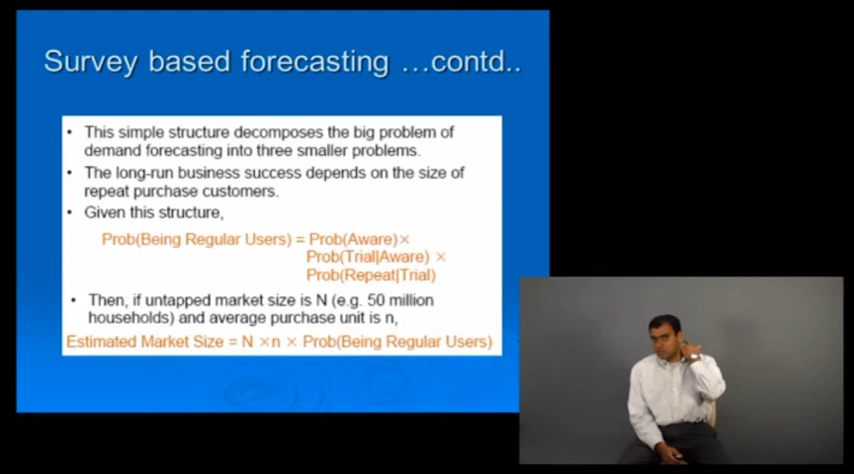 Survey based forecasting …contd..
• This simple structure decomposes the big problem of
demand forecasting into three smaller problems.
• The long-run business success depends on the size of
repeat purchase customers.
• Given this structure,
Prob(Being Regular Users) = Prob(Aware)×
Prob(Trial|Aware) ×
Prob(Repeat|Trial)
• Then, if untapped market size is N (e.g. 50 million
households) and average purchase unit is n,
Estimated Market Size = N ×n × Prob(Being Regular Users)